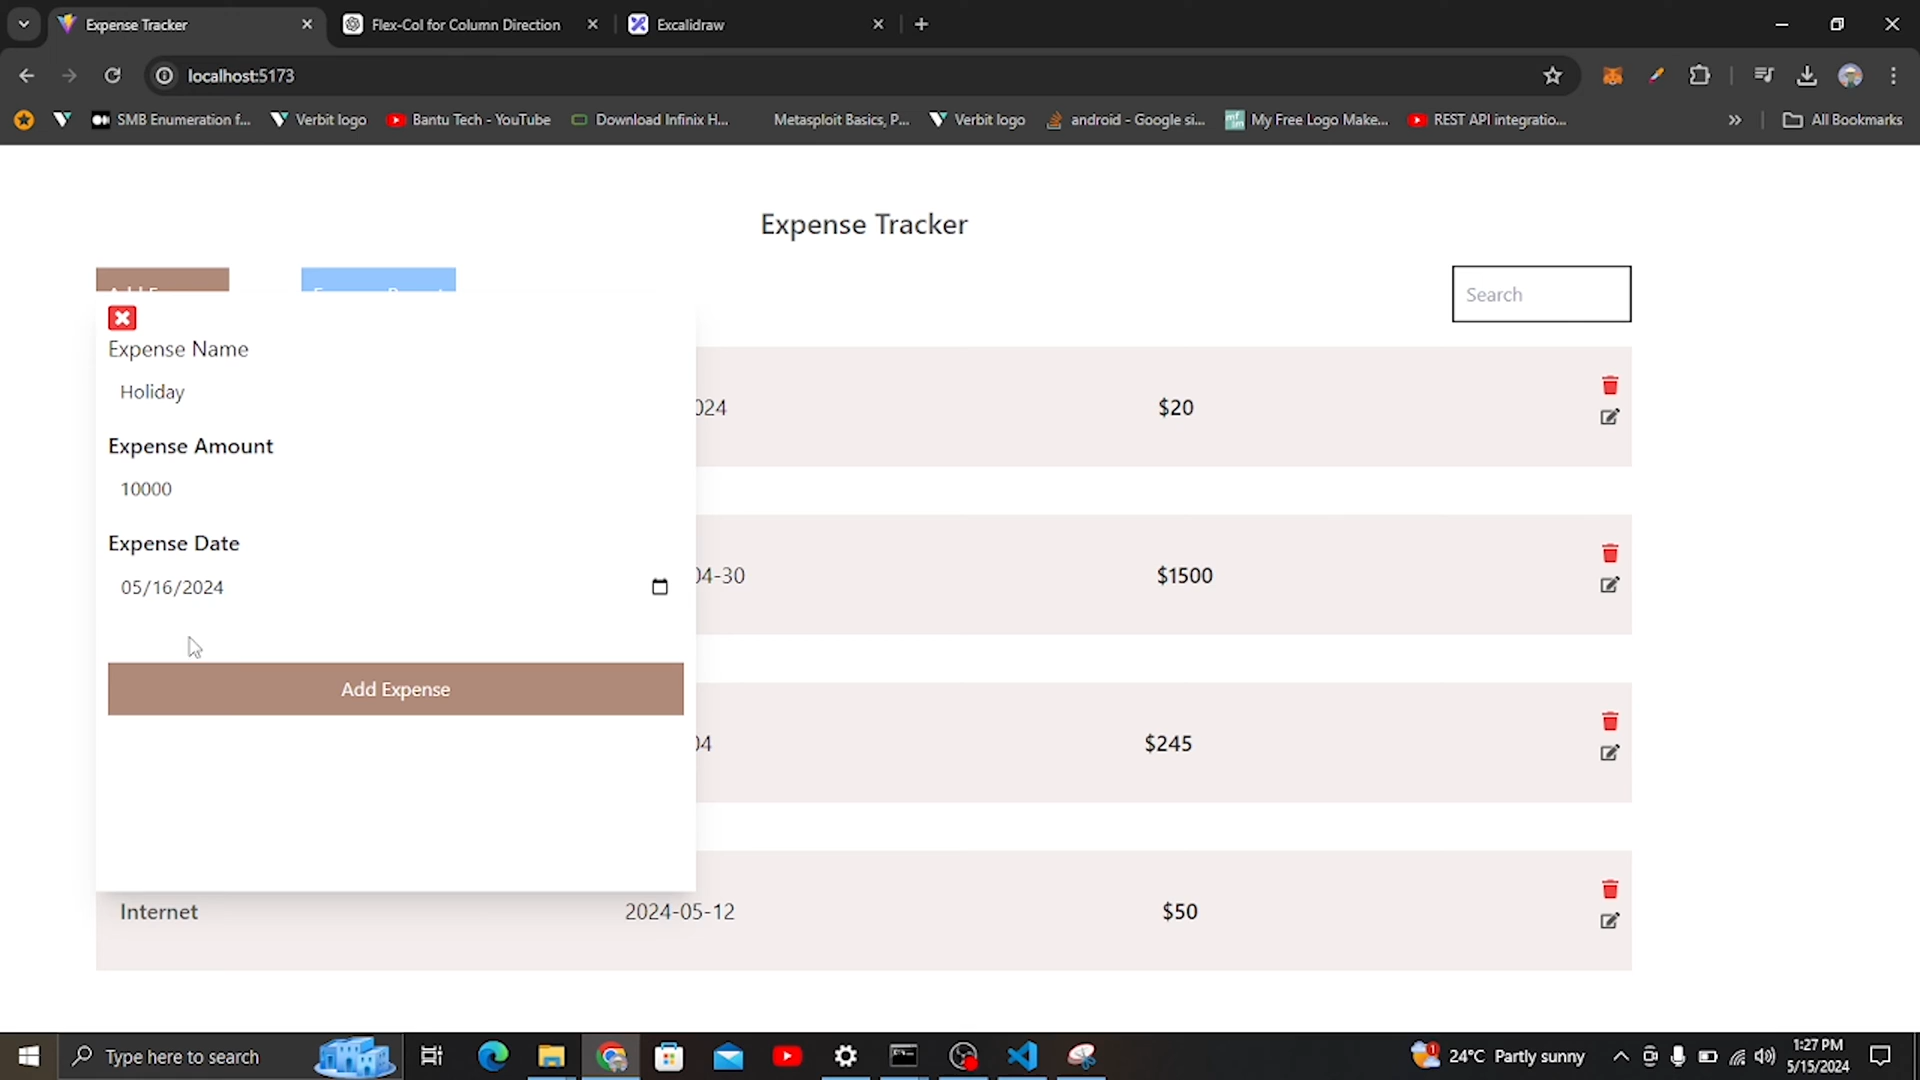 Expense Tracker
Flex-Col for Column Direction
Excalidraw
localhost:5173
SMB Enumeration f...
Verbit logo
Bantu Tech - YouTube
Download Infinix H...
Metasploit Basics, P...
Verbit logo
android - Google si...
My Free Logo Make...
REST API integratio...
All Bookmarks
Expense Tracker
Search
Expense Name
Holiday
Expense Amount
10000
Expense Date
05/16/2024
Add Expense
024
$20
04-30
$1500
04
$245
Internet
2024-05-12
$50
Type here to search
24°C Partly sunny
1:27 PM
5/15/2024